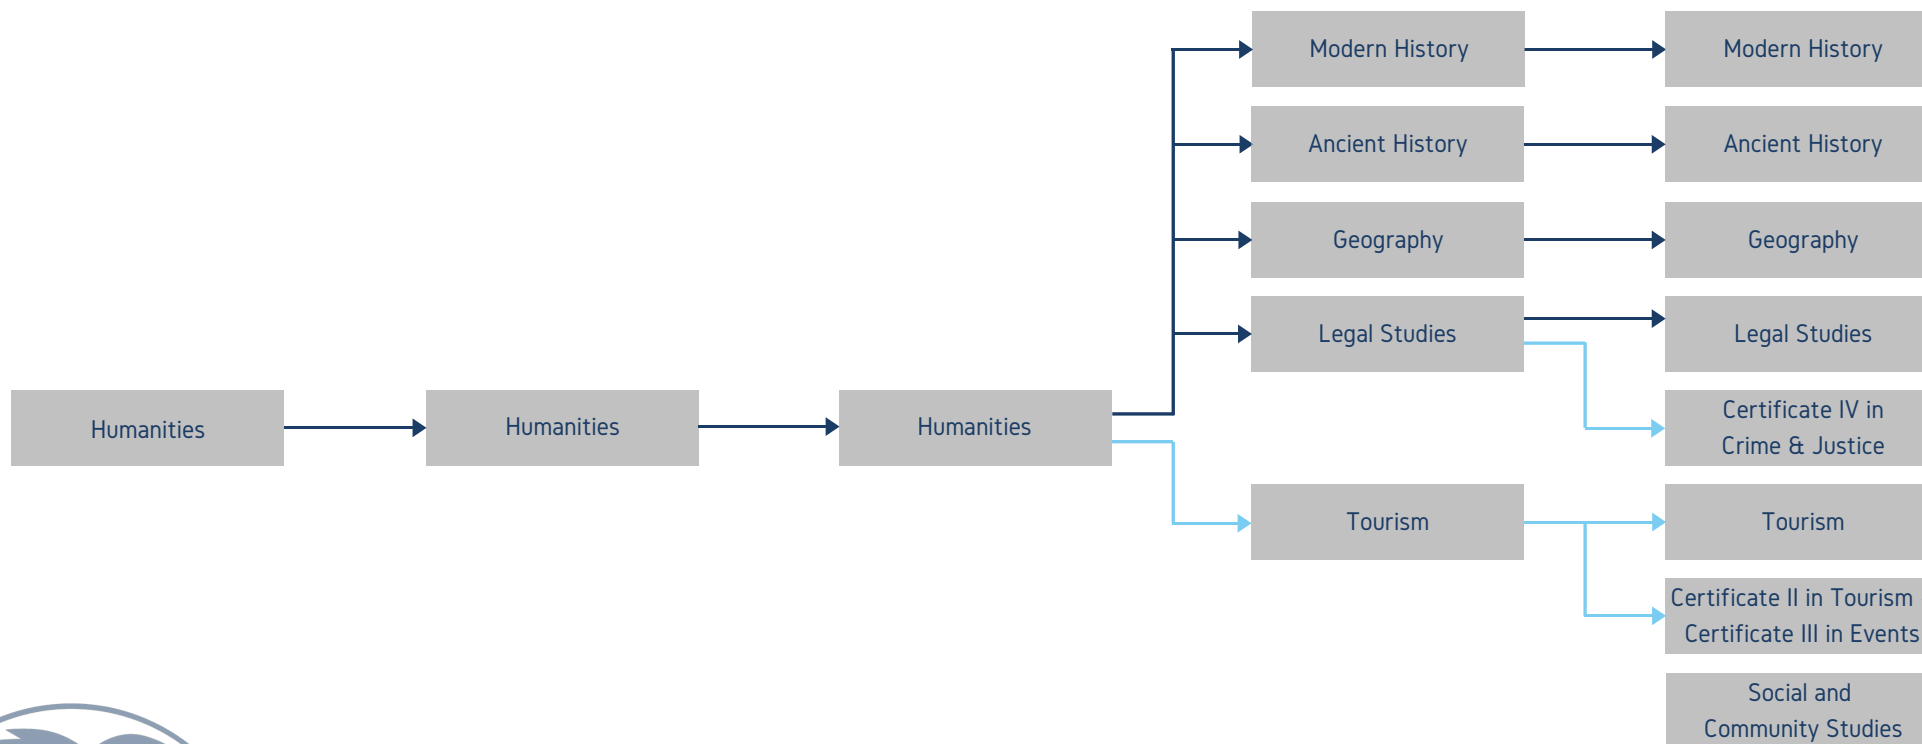 Humanities
Humanities
Humanities
Modern History
Ancient History
Geography
Legal Studies
Tourism
Modern History
Ancient History
Geography
Legal Studies
Certificate IV in
Crime & Justice
Tourism
Certificate II in Tourism
Certificate III in Events
Social and
Community Studies